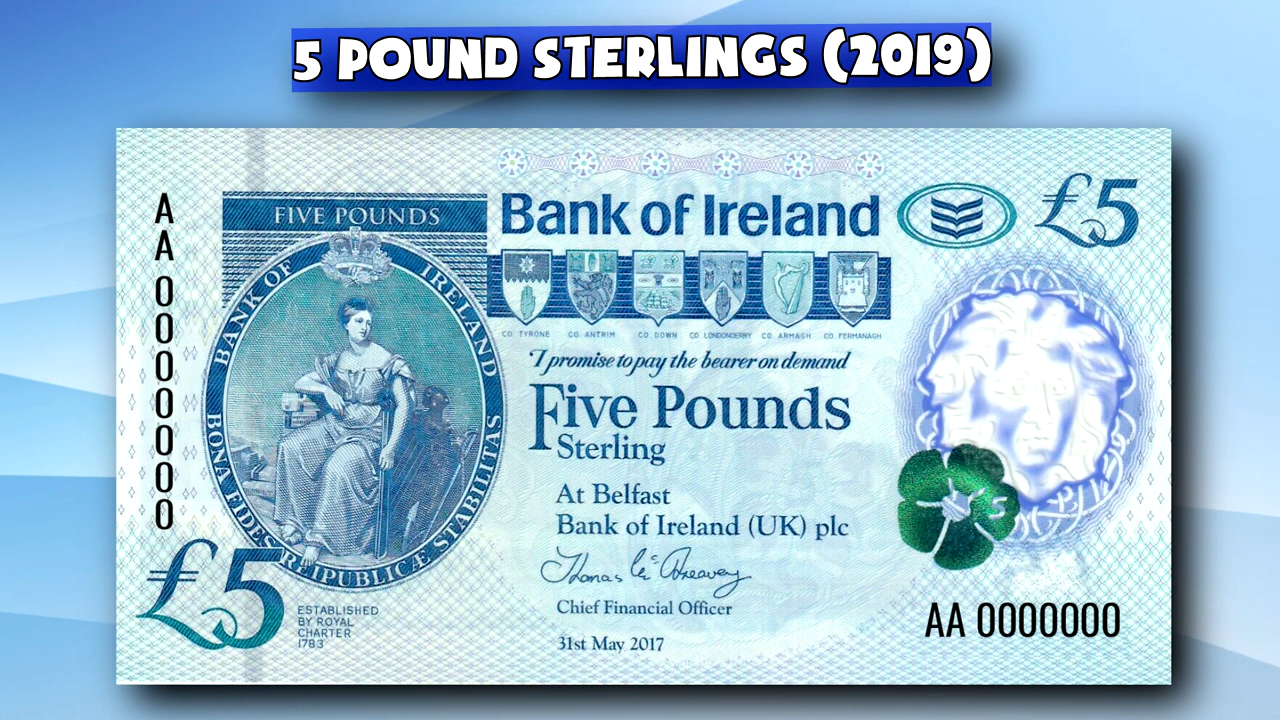 5 POUND STERLINGS (2019)
A
A
0
0
0
0
0
0
0
FIVE POUNDS
BANK OF IRELAND
BONA FIDES REIPUBLICÆ STABILITAS
£5
ESTABLISHED
BY ROYAL
CHARTER
1783
Bank of Ireland
£5
CO. TYRONE CO. ANTRIM CO. DOWN CO. LONDONDERRY CO. ARMAGH CO. FERMANAGH
I promise to pay the bearer on demand
Five Pounds
Sterling
At Belfast
Bank of Ireland (UK) plc
Thomas McAreavey
Chief Financial Officer
31st May 2017
5
AA 0000000